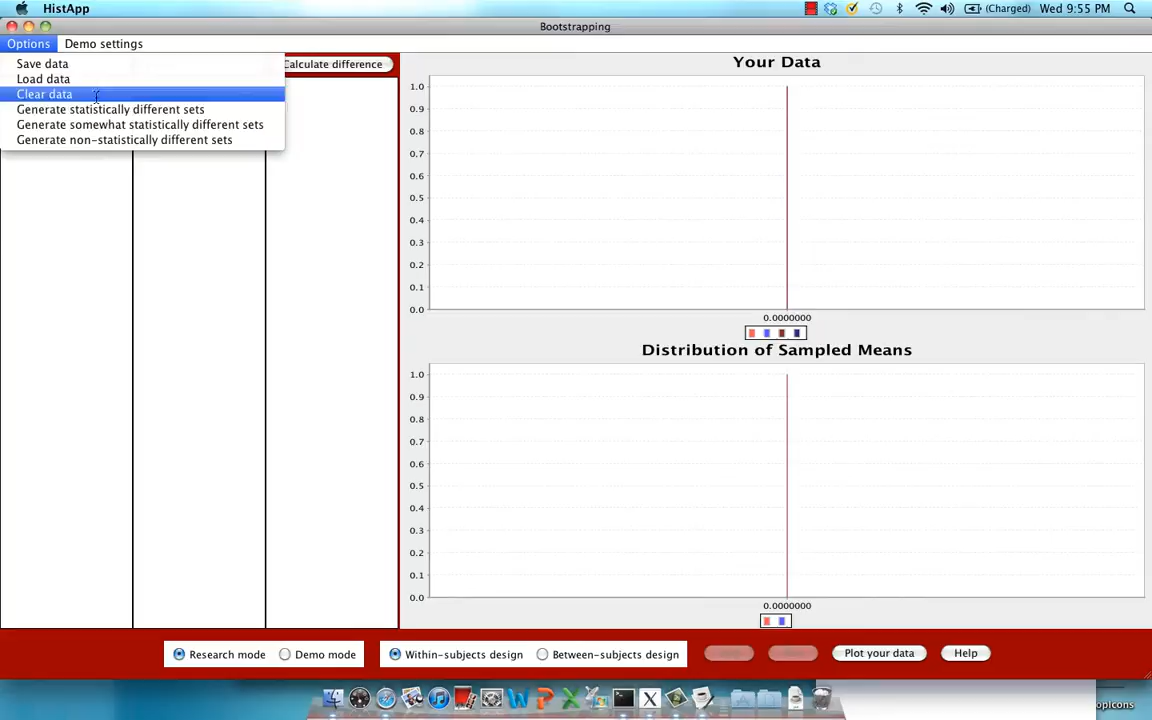 HistApp
(Charged) Wed 9:55 PM
Bootstrapping
Options Demo settings
Save data
Load data
Clear data
Generate statistically different sets
Generate somewhat statistically different sets
Generate non-statistically different sets
Calculate difference
Your Data
1.0
0.9
0.8
0.7
0.6
0.5
0.4
0.3
0.2
0.1
0.0
0.0000000
Distribution of Sampled Means
1.0
0.9
0.8
0.7
0.6
0.5
0.4
0.3
0.2
0.1
0.0
0.0000000
Research mode Demo mode Within-subjects design Between-subjects design Plot your data Help
opIcons